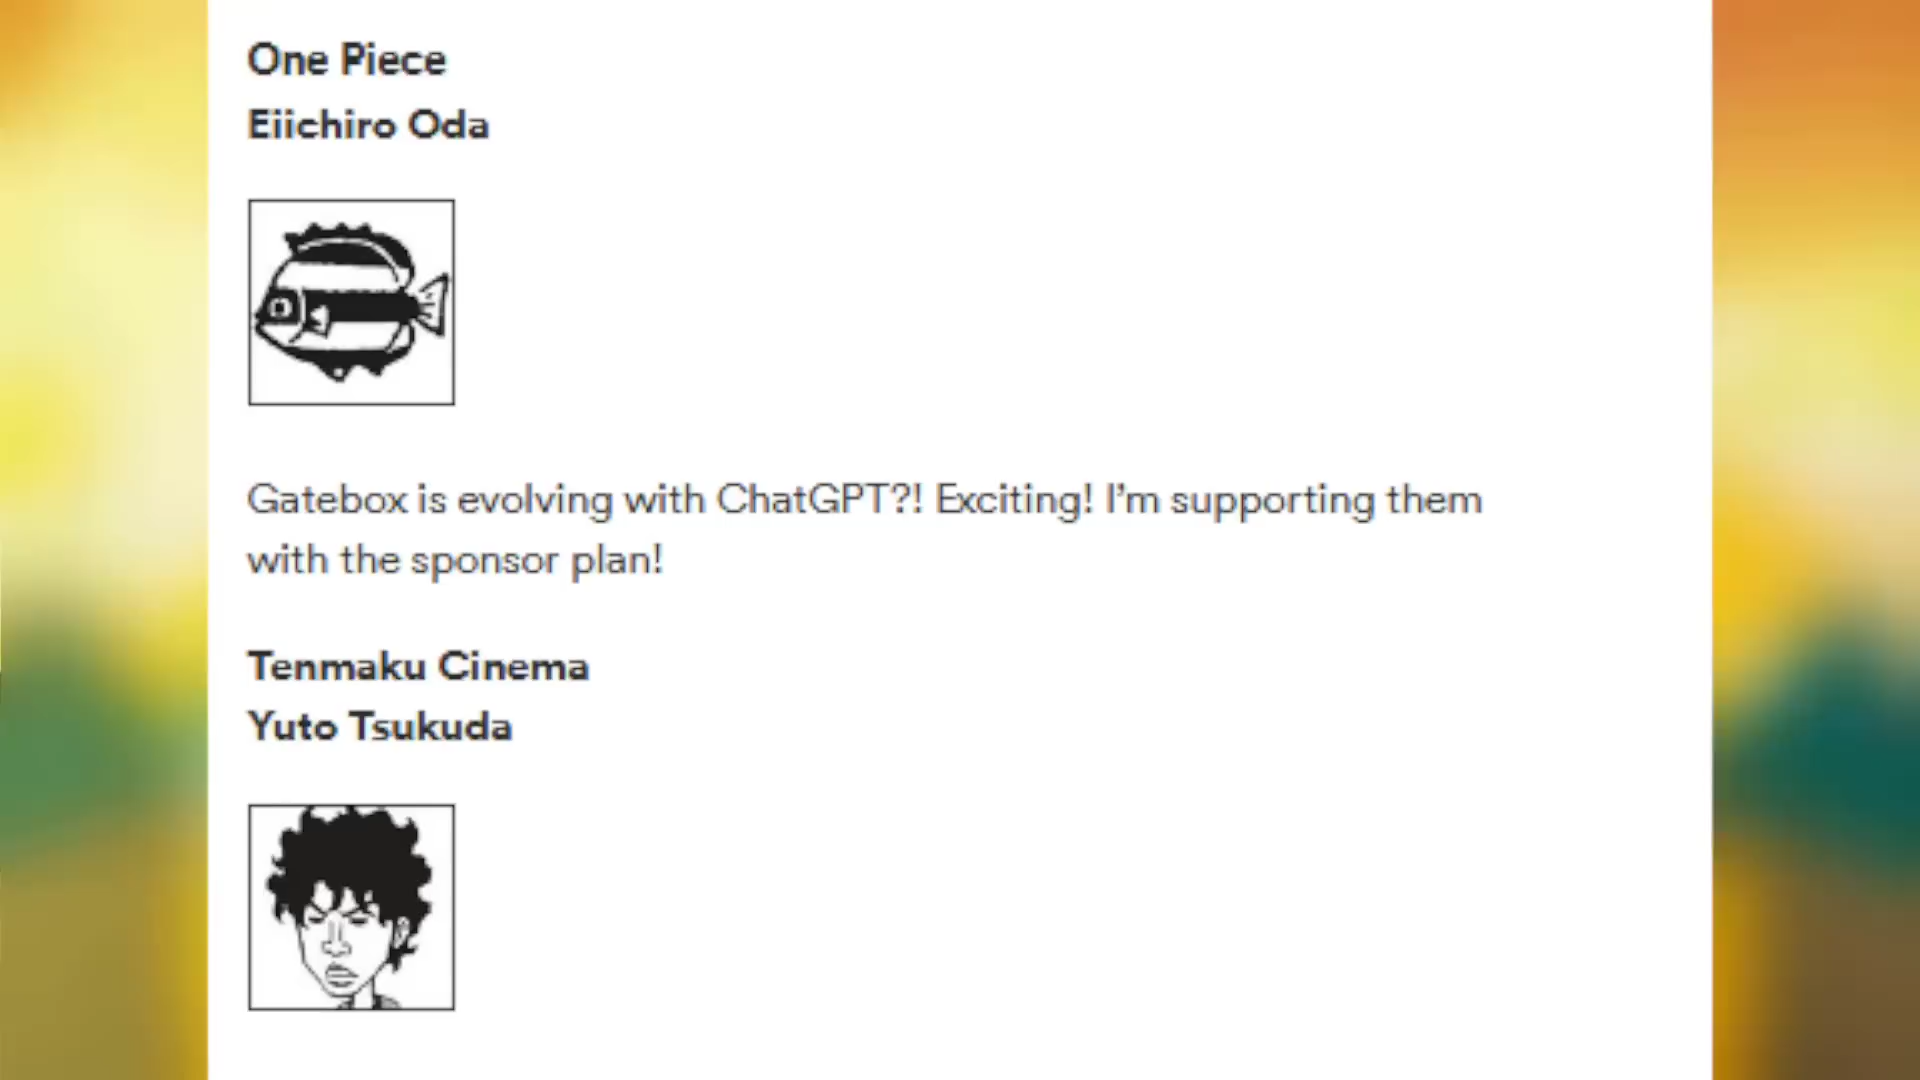 One Piece
Eiichiro Oda
Gatebox is evolving with ChatGPT?! Exciting! I'm supporting them
with the sponsor plan!
Tenmaku Cinema
Yuto Tsukuda